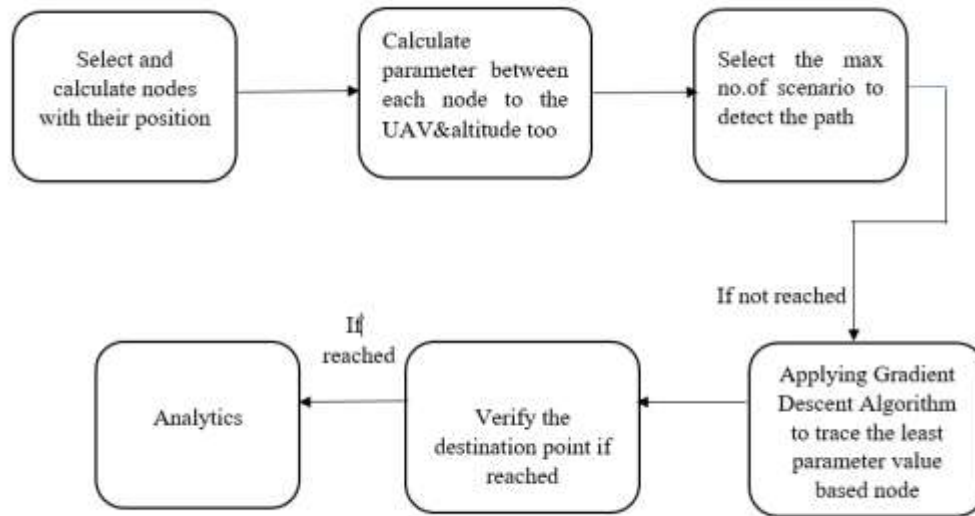 Select and
calculate nodes
with their position
Calculate
parameter between
each node to the
UAV&altitude too
Select the max
no.of scenario to
detect the path
If not reached
If
reached
Analytics
Verify the
destination point if
reached
Applying Gradient
Descent Algorithm
to trace the least
parameter value
based node